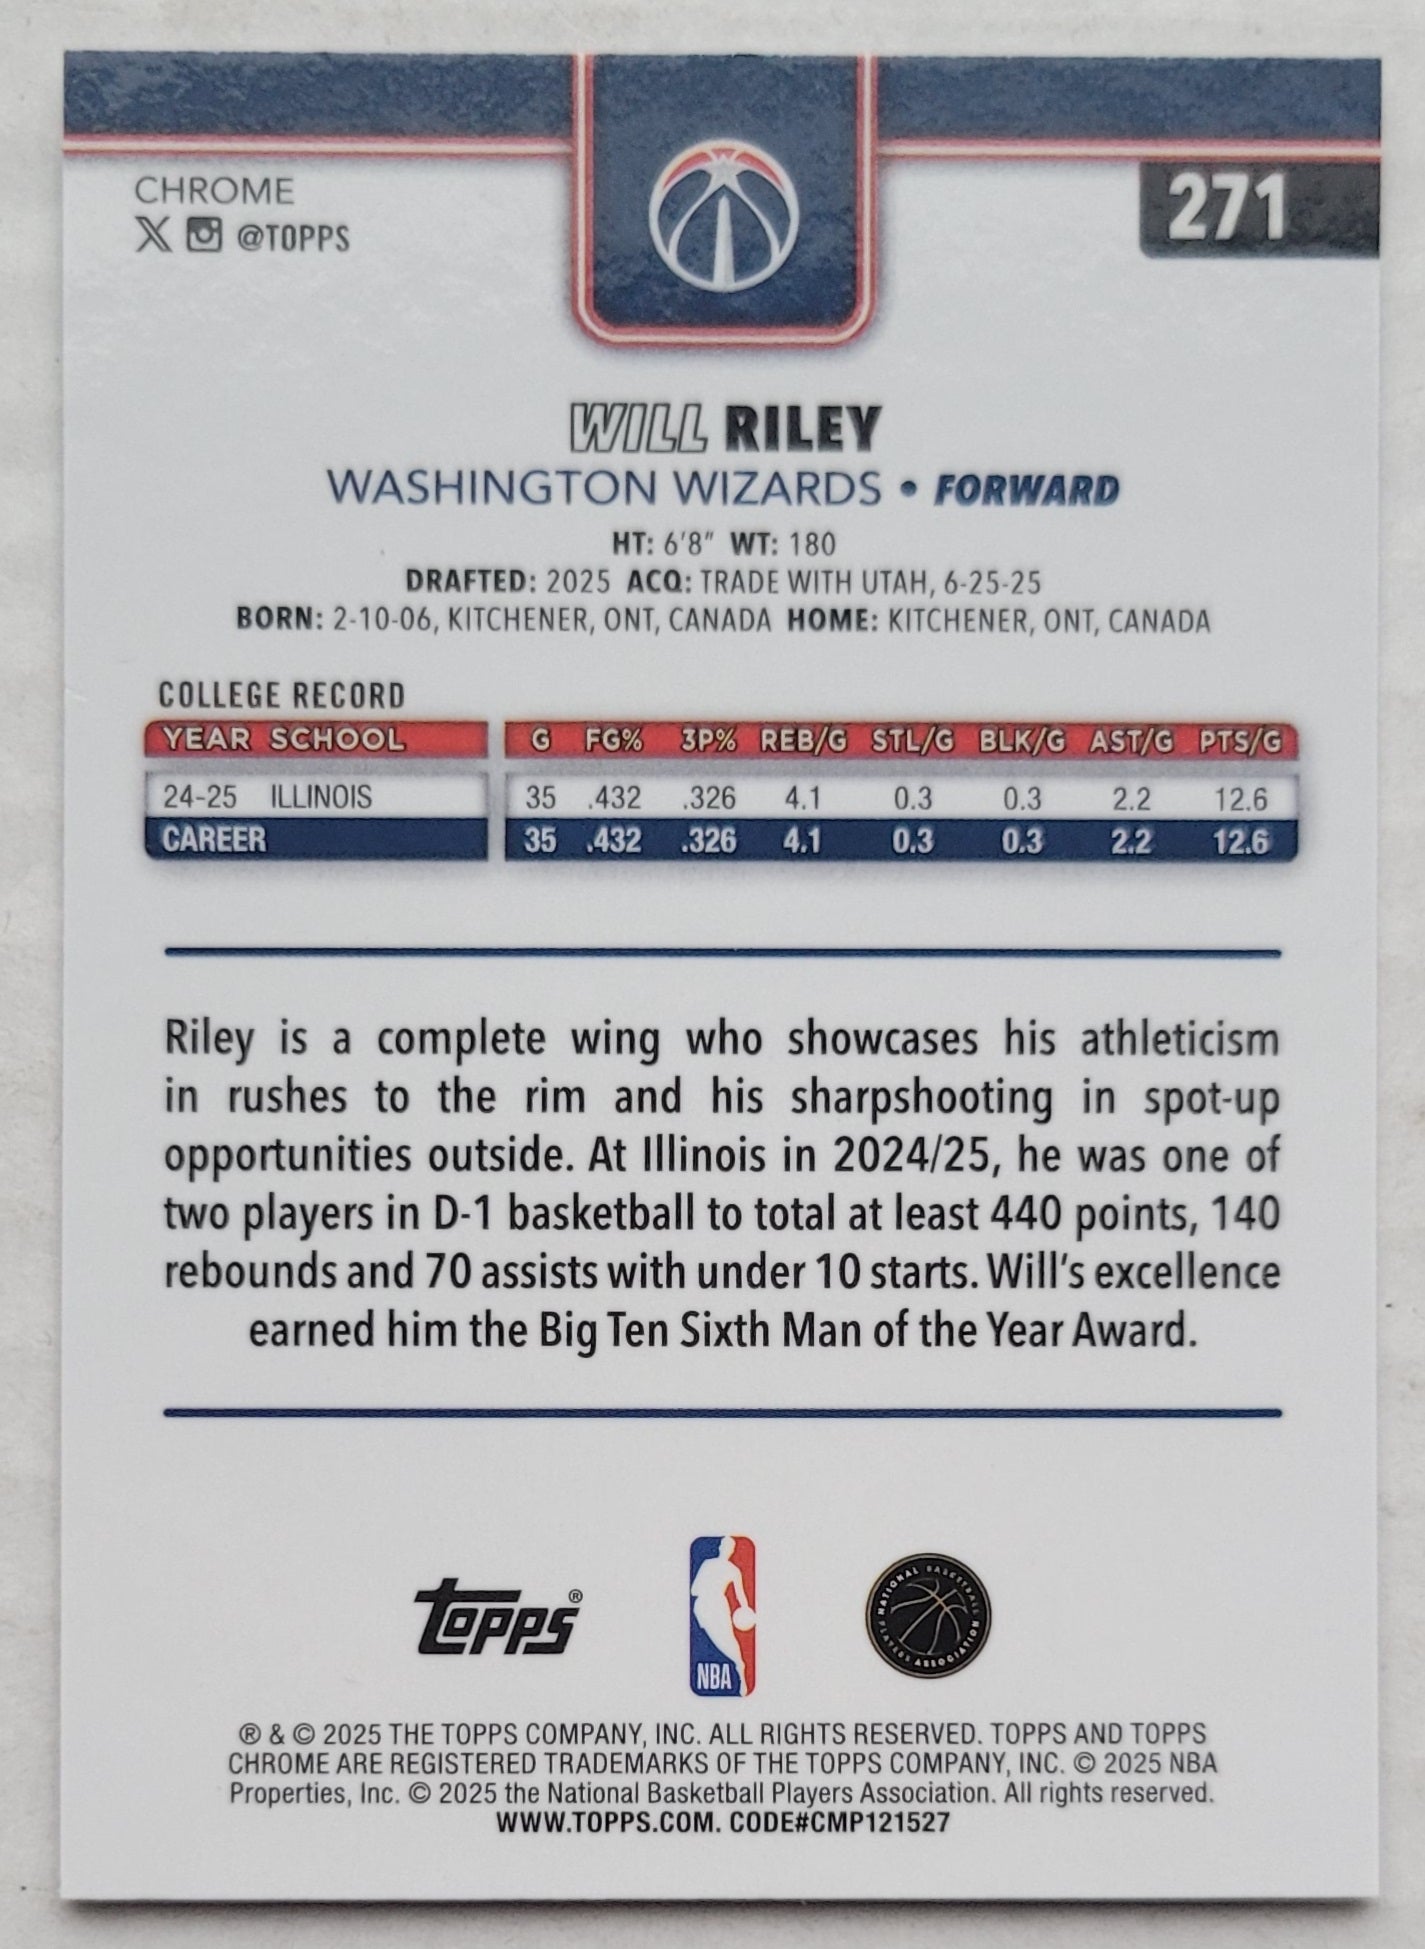 CHROME
X @TOPPS
271
WILL RILEY
WASHINGTON WIZARDS • FORWARD
HT: 6'8" WT: 180
DRAFTED: 2025 ACQ: TRADE WITH UTAH, 6-25-25
BORN: 2-10-06, KITCHENER, ONT, CANADA HOME: KITCHENER, ONT, CANADA
COLLEGE RECORD
YEAR SCHOOL G FG% 3P% REB/G STL/G BLK/G AST/G PTS/G
24-25 ILLINOIS 35 .432 .326 4.1 0.3 0.3 2.2 12.6
CAREER 35 .432 .326 4.1 0.3 0.3 2.2 12.6
Riley is a complete wing who showcases his athleticism
in rushes to the rim and his sharpshooting in spot-up
opportunities outside. At Illinois in 2024/25, he was one of
two players in D-1 basketball to total at least 440 points, 140
rebounds and 70 assists with under 10 starts. Will's excellence
earned him the Big Ten Sixth Man of the Year Award.
Topps®
NBA
NATIONAL BASKETBALL PLAYERS ASSOCIATION
® & © 2025 THE TOPPS COMPANY, INC. ALL RIGHTS RESERVED. TOPPS AND TOPPS
CHROME ARE REGISTERED TRADEMARKS OF THE TOPPS COMPANY, INC. © 2025 NBA
Properties, Inc. © 2025 the National Basketball Players Association. All rights reserved.
WWW.TOPPS.COM. CODE#CMP121527